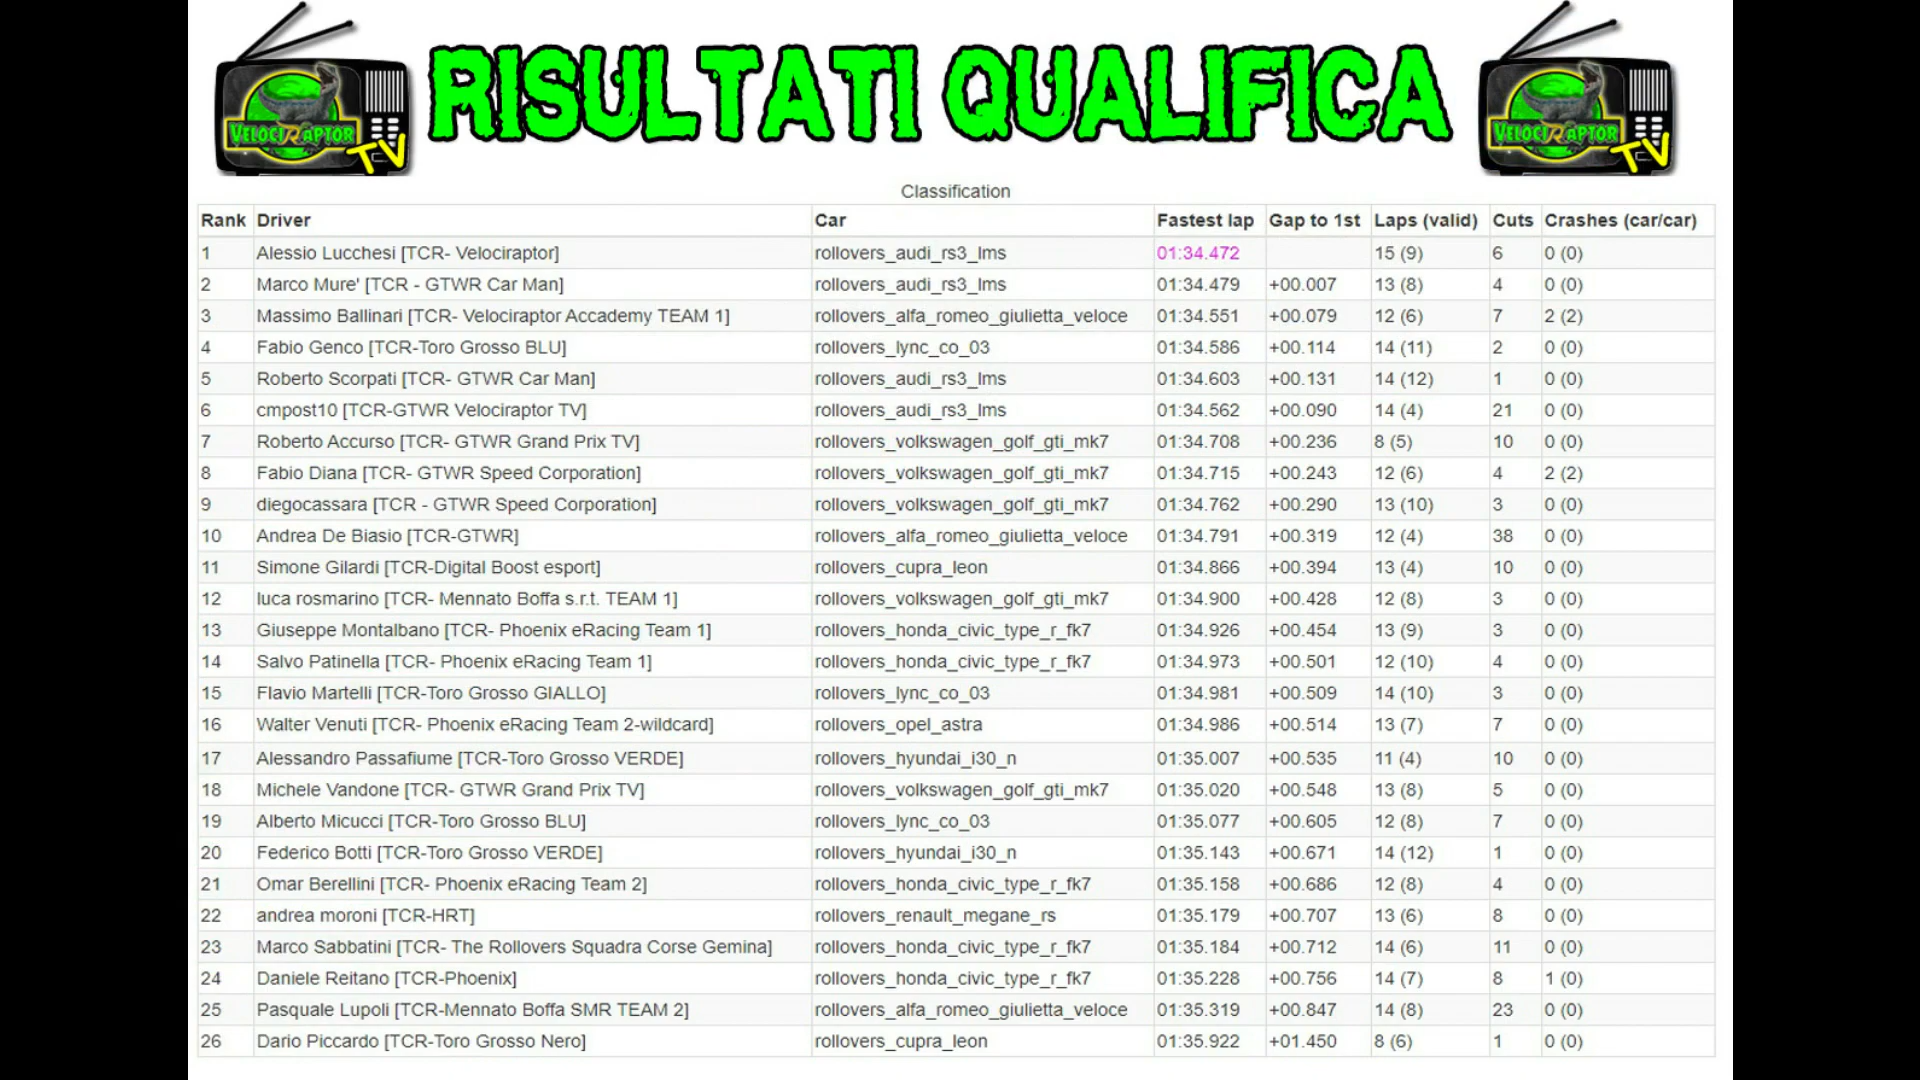 RISULTATI QUALIFICA
VELOCIRAPTOR TV
VELOCIRAPTOR TV
Classification
Rank Driver Car Fastest lap Gap to 1st Laps (valid) Cuts Crashes (car/car)
1 Alessio Lucchesi [TCR- Velociraptor] rollovers_audi_rs3_lms 01:34.472 15 (9) 6 0 (0)
2 Marco Mure' [TCR - GTWR Car Man] rollovers_audi_rs3_lms 01:34.479 +00.007 13 (8) 4 0 (0)
3 Massimo Ballinari [TCR- Velociraptor Accademy TEAM 1] rollovers_alfa_romeo_giulietta_veloce 01:34.551 +00.079 12 (6) 7 2 (2)
4 Fabio Genco [TCR-Toro Grosso BLU] rollovers_lync_co_03 01:34.586 +00.114 14 (11) 2 0 (0)
5 Roberto Scorpati [TCR- GTWR Car Man] rollovers_audi_rs3_lms 01:34.603 +00.131 14 (12) 1 0 (0)
6 cmpost10 [TCR-GTWR Velociraptor TV] rollovers_audi_rs3_lms 01:34.562 +00.090 14 (4) 21 0 (0)
7 Roberto Accurso [TCR- GTWR Grand Prix TV] rollovers_volkswagen_golf_gti_mk7 01:34.708 +00.236 8 (5) 10 0 (0)
8 Fabio Diana [TCR- GTWR Speed Corporation] rollovers_volkswagen_golf_gti_mk7 01:34.715 +00.243 12 (6) 4 2 (2)
9 diegocassara [TCR - GTWR Speed Corporation] rollovers_volkswagen_golf_gti_mk7 01:34.762 +00.290 13 (10) 3 0 (0)
10 Andrea De Biasio [TCR-GTWR] rollovers_alfa_romeo_giulietta_veloce 01:34.791 +00.319 12 (4) 38 0 (0)
11 Simone Gilardi [TCR-Digital Boost esport] rollovers_cupra_leon 01:34.866 +00.394 13 (4) 10 0 (0)
12 luca rosmarino [TCR- Mennato Boffa s.r.t. TEAM 1] rollovers_volkswagen_golf_gti_mk7 01:34.900 +00.428 12 (8) 3 0 (0)
13 Giuseppe Montalbano [TCR- Phoenix eRacing Team 1] rollovers_honda_civic_type_r_fk7 01:34.926 +00.454 13 (9) 3 0 (0)
14 Salvo Patinella [TCR- Phoenix eRacing Team 1] rollovers_honda_civic_type_r_fk7 01:34.973 +00.501 12 (10) 4 0 (0)
15 Flavio Martelli [TCR-Toro Grosso GIALLO] rollovers_lync_co_03 01:34.981 +00.509 14 (10) 3 0 (0)
16 Walter Venuti [TCR- Phoenix eRacing Team 2-wildcard] rollovers_opel_astra 01:34.986 +00.514 13 (7) 7 0 (0)
17 Alessandro Passafiume [TCR-Toro Grosso VERDE] rollovers_hyundai_i30_n 01:35.007 +00.535 11 (4) 10 0 (0)
18 Michele Vandone [TCR- GTWR Grand Prix TV] rollovers_volkswagen_golf_gti_mk7 01:35.020 +00.548 13 (8) 5 0 (0)
19 Alberto Micucci [TCR-Toro Grosso BLU] rollovers_lync_co_03 01:35.077 +00.605 12 (8) 7 0 (0)
20 Federico Botti [TCR-Toro Grosso VERDE] rollovers_hyundai_i30_n 01:35.143 +00.671 14 (12) 1 0 (0)
21 Omar Berellini [TCR- Phoenix eRacing Team 2] rollovers_honda_civic_type_r_fk7 01:35.158 +00.686 12 (8) 4 0 (0)
22 andrea moroni [TCR-HRT] rollovers_renault_megane_rs 01:35.179 +00.707 13 (6) 8 0 (0)
23 Marco Sabbatini [TCR- The Rollovers Squadra Corse Gemina] rollovers_honda_civic_type_r_fk7 01:35.184 +00.712 14 (6) 11 0 (0)
24 Daniele Reitano [TCR-Phoenix] rollovers_honda_civic_type_r_fk7 01:35.228 +00.756 14 (7) 8 1 (0)
25 Pasquale Lupoli [TCR-Mennato Boffa SMR TEAM 2] rollovers_alfa_romeo_giulietta_veloce 01:35.319 +00.847 14 (8) 23 0 (0)
26 Dario Piccardo [TCR-Toro Grosso Nero] rollovers_cupra_leon 01:35.922 +01.450 8 (6) 1 0 (0)